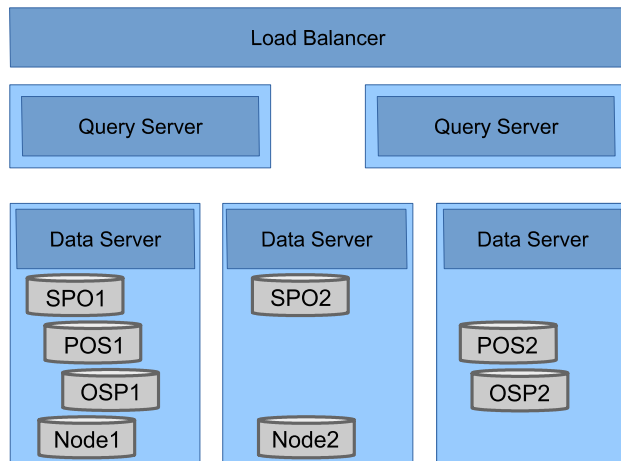 Load Balancer
Query Server
Query Server
Data Server
Data Server
Data Server
SPO1
SPO2
POS1
POS2
OSP1
OSP2
Node1
Node2